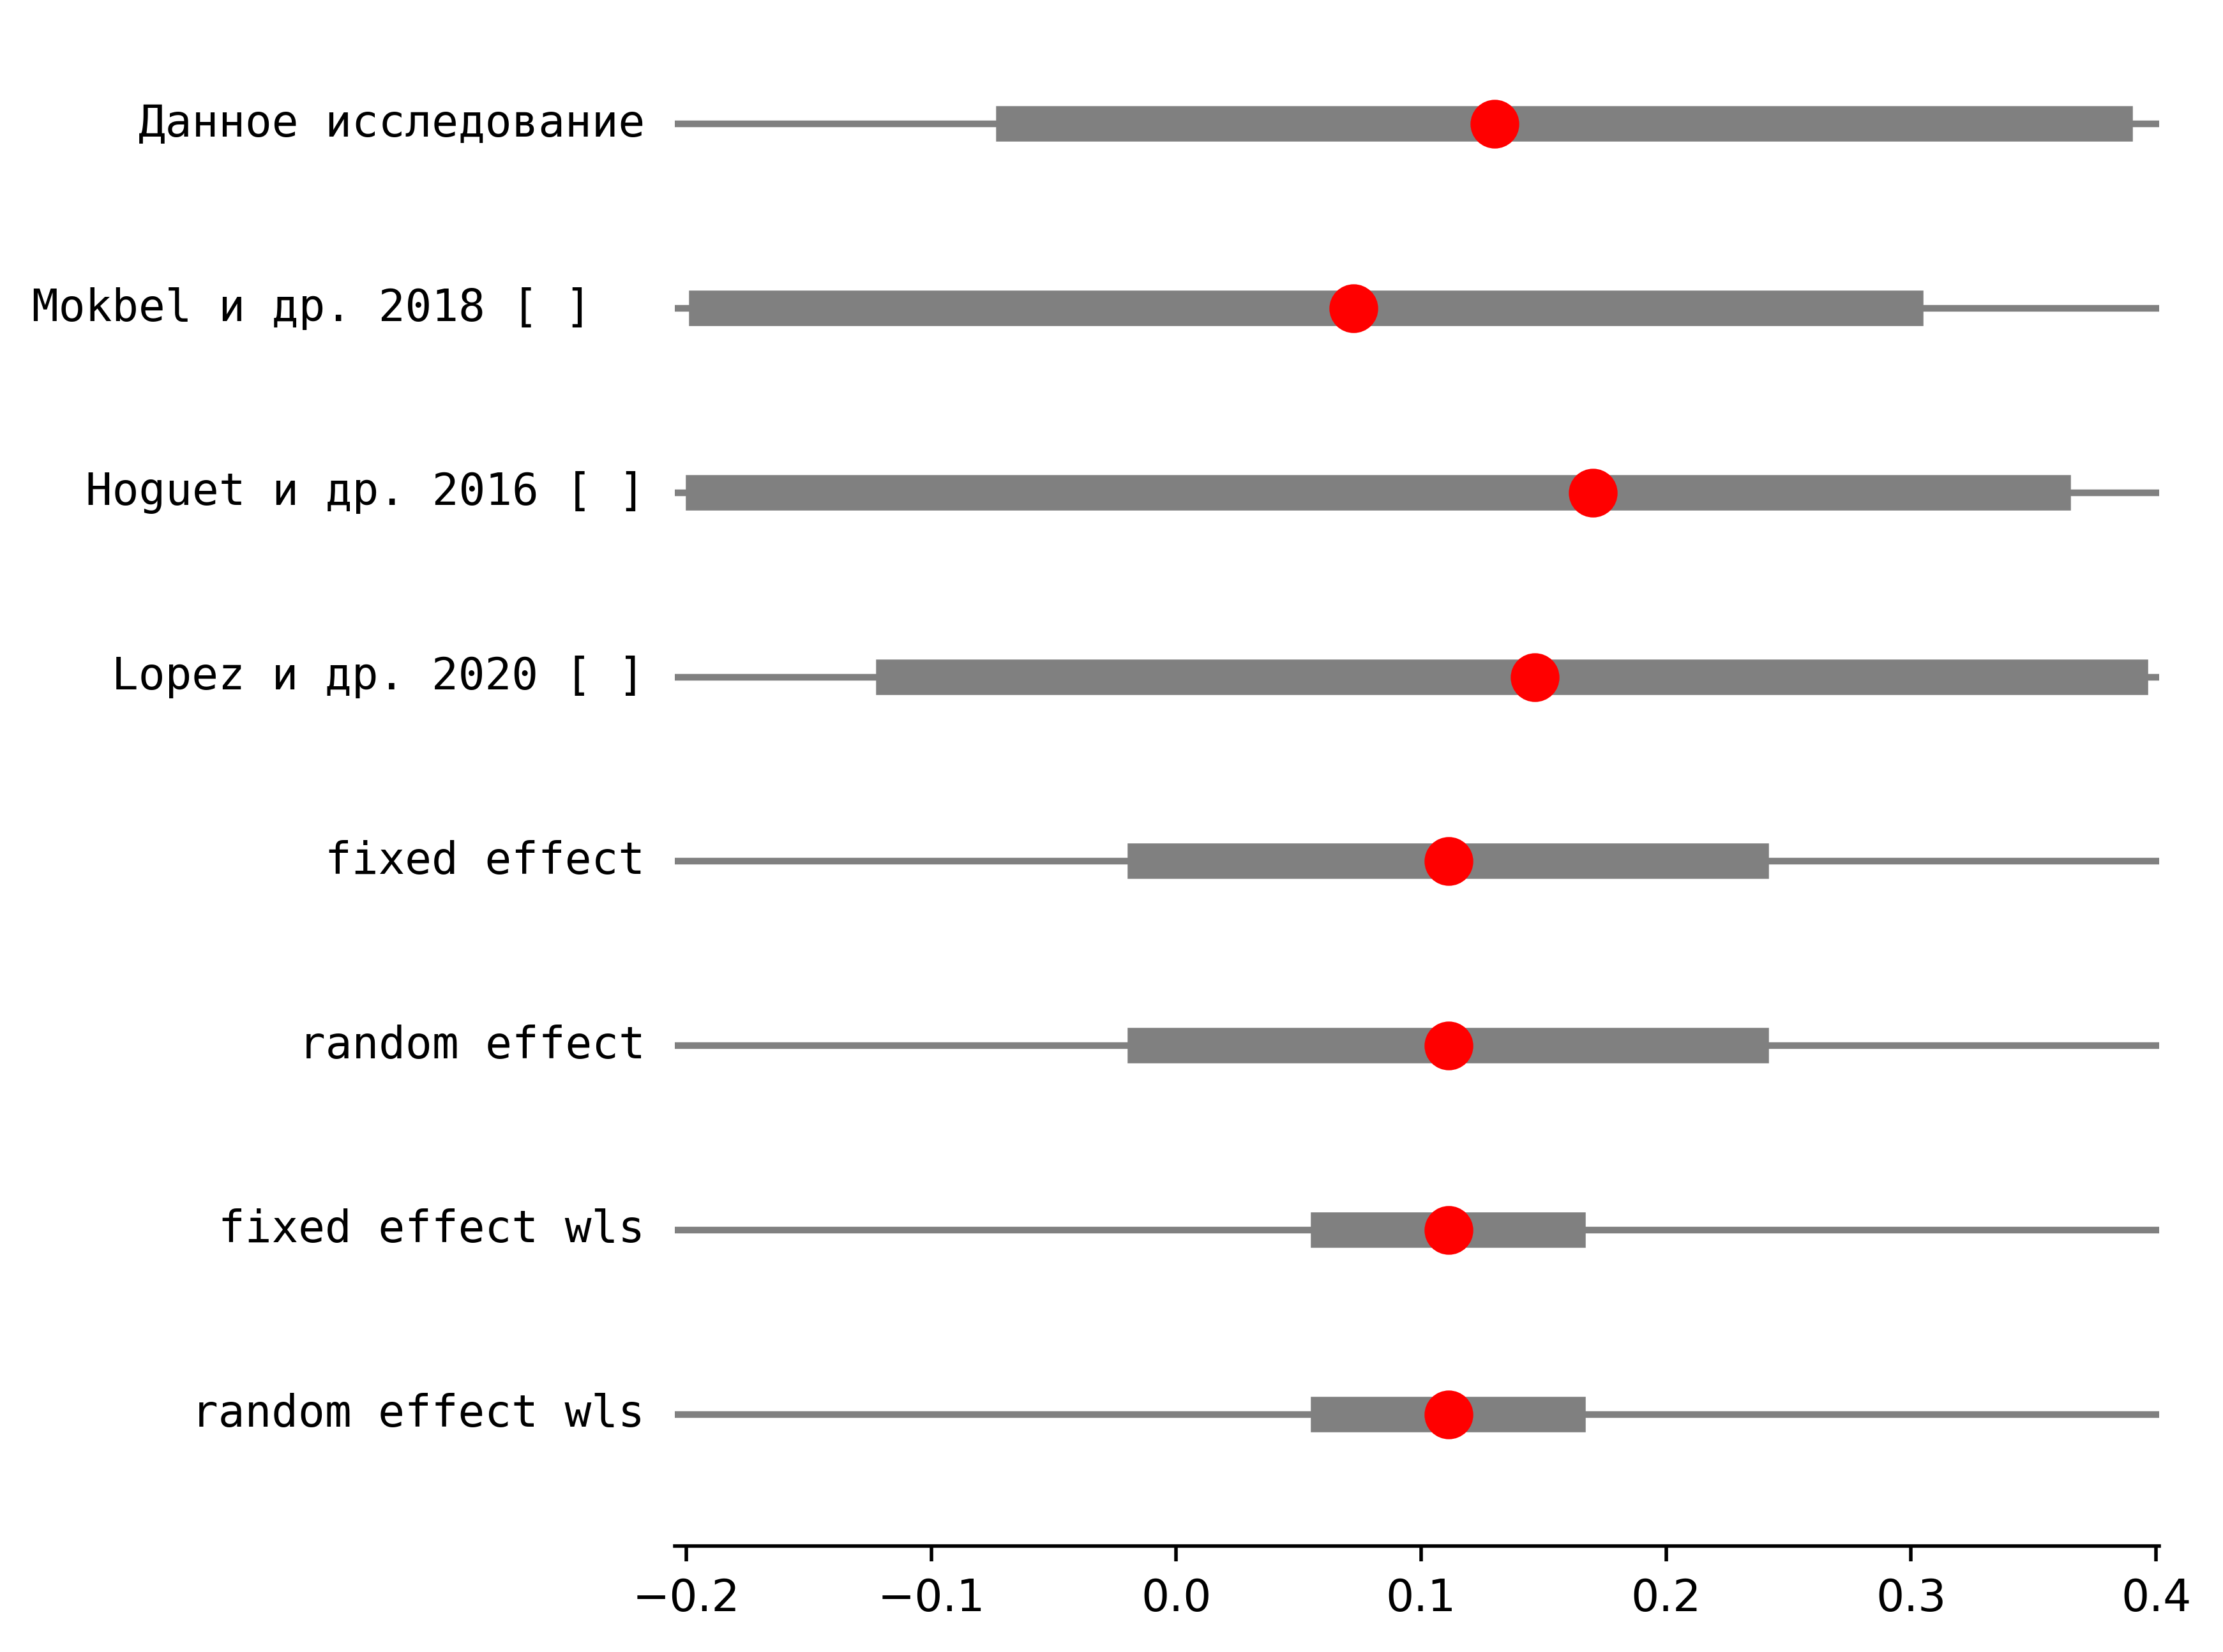 Данное исследование
Mokbel и др. 2018 [ ]
Hoguet и др. 2016 [ ]
Lopez и др. 2020 [ ]
fixed effect
random effect
fixed effect wls
random effect wls
−0.2 −0.1 0.0 0.1 0.2 0.3 0.4